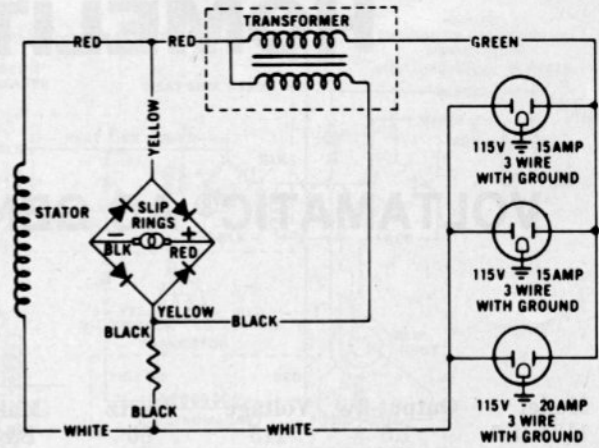 TRANSFORMER
RED
RED
GREEN
YELLOW
STATOR
SLIP
RINGS
− +
BLK
RED
YELLOW
BLACK
BLACK
BLACK
WHITE
WHITE
115V 15AMP
3 WIRE
WITH GROUND
115V 15AMP
3 WIRE
WITH GROUND
115V 20AMP
3 WIRE
WITH GROUND
VOLTAMATIC